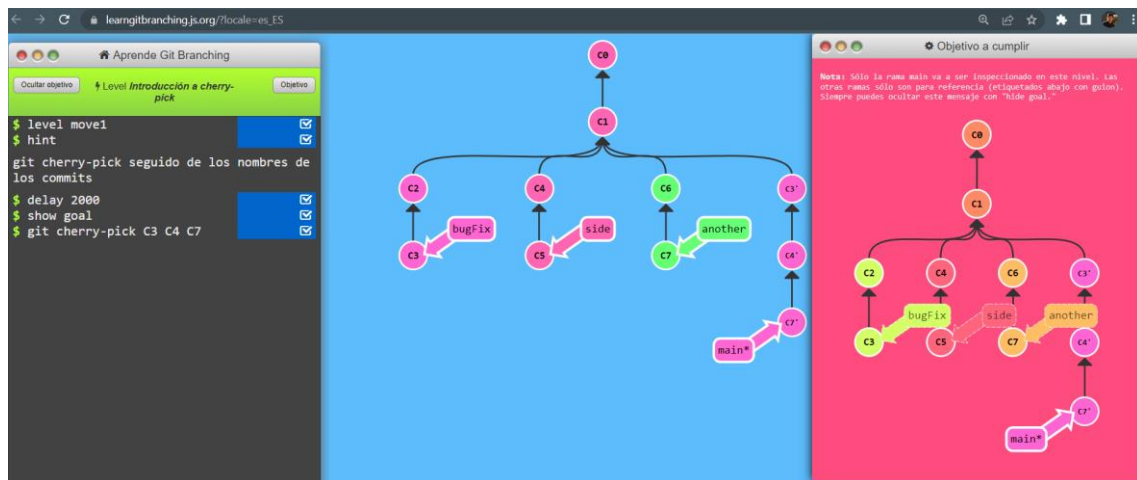 learngitbranching.js.org/?locale=es_ES
Aprende Git Branching
Ocultar objetivo
Level Introducción a cherry-
pick
Objetivo
$ level move1
$ hint
git cherry-pick seguido de los nombres de
los commits
$ delay 2000
$ show goal
$ git cherry-pick C3 C4 C7
C0
C1
C2
C4
C6
C3'
bugFix
side
another
C3
C5
C7
C4'
C7'
main*
Objetivo a cumplir
Nota: Sólo la rama main va a ser inspeccionado en este nivel. Las
otras ramas sólo son para referencia (etiquetados abajo con guion).
Siempre puedes ocultar este mensaje con "hide goal."
C0
C1
C2
C4
C6
C3'
bugFix
side
another
C3
C5
C7
C4'
C7'
main*